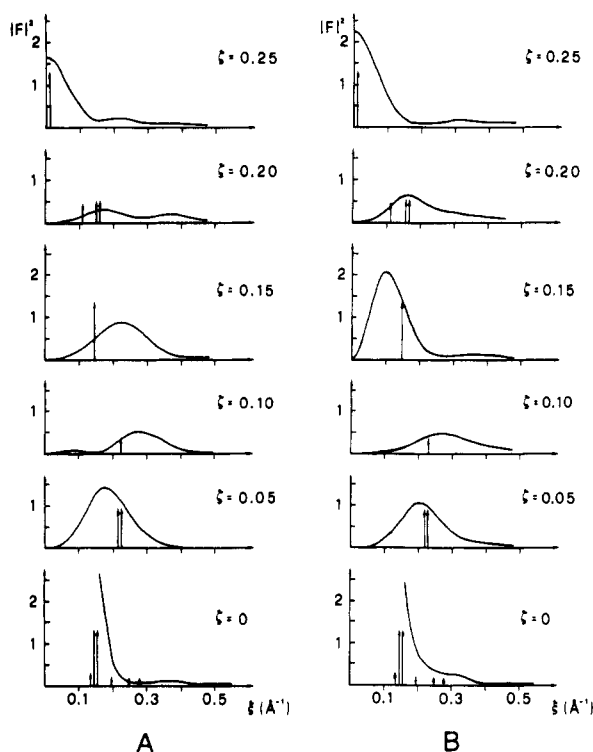 |F|² |F|²
2 ζ = 0.25 2 ζ = 0.25
1 1
ζ = 0.20 ζ = 0.20
1 1
2 ζ = 0.15 2 ζ = 0.15
1 1
ζ = 0.10 ζ = 0.10
1 1
ζ = 0.05 ζ = 0.05
1 1
2 ζ = 0 2 ζ = 0
1 1
0.1 0.3 0.5 ξ (Å⁻¹) 0.1 0.3 0.5 ξ (Å⁻¹)
A B